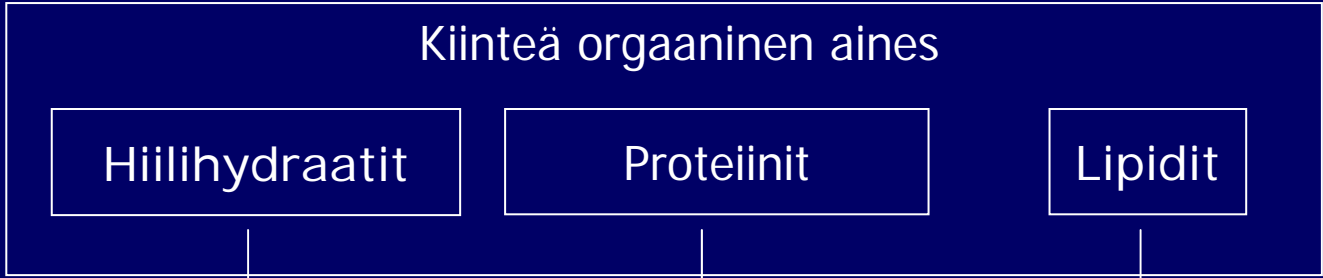 Kiinteä orgaaninen aines
Hiilihydraatit
Proteiinit
Lipidit